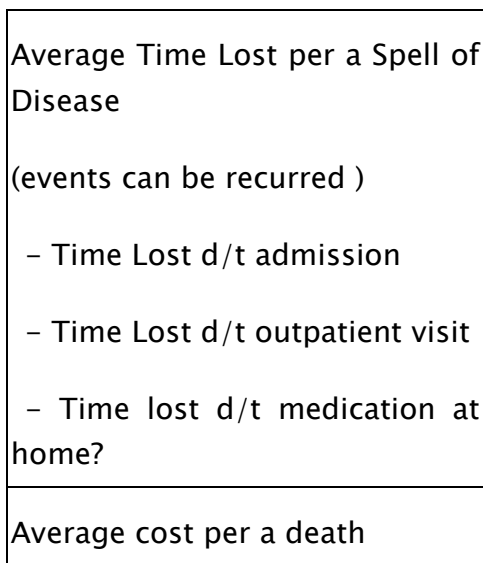 Average Time Lost per a Spell of
Disease
(events can be recurred )
– Time Lost d/t admission
– Time Lost d/t outpatient visit
– Time lost d/t medication at
home?
Average cost per a death